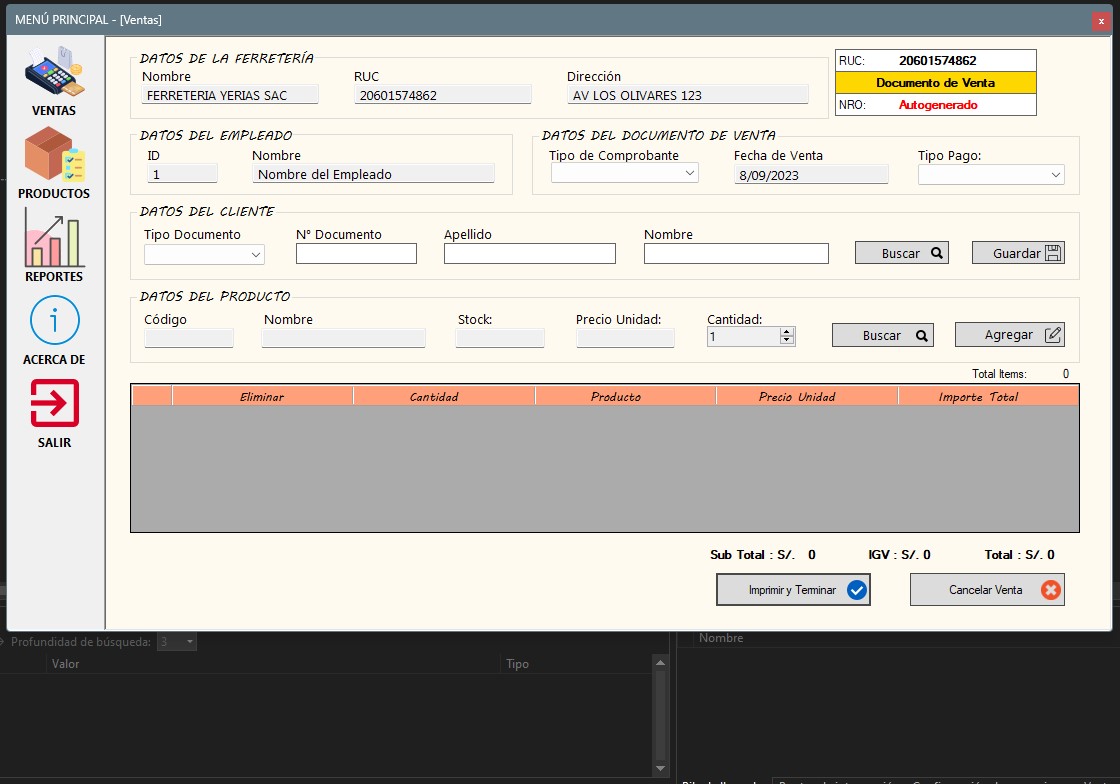 MENÚ PRINCIPAL - [Ventas]
VENTAS
PRODUCTOS
REPORTES
ACERCA DE
SALIR
DATOS DE LA FERRETERÍA
Nombre RUC Dirección
FERRETERIA YERIAS SAC 20601574862 AV LOS OLIVARES 123
RUC: 20601574862
Documento de Venta
NRO: Autogenerado
DATOS DEL EMPLEADO
ID Nombre
1 Nombre del Empleado
DATOS DEL DOCUMENTO DE VENTA
Tipo de Comprobante Fecha de Venta Tipo Pago:
8/09/2023
DATOS DEL CLIENTE
Tipo Documento N° Documento Apellido Nombre
Buscar Guardar
DATOS DEL PRODUCTO
Código Nombre Stock: Precio Unidad: Cantidad:
1 Buscar Agregar
Total Items: 0
Eliminar Cantidad Producto Precio Unidad Importe Total
Sub Total : S/. 0 IGV : S/. 0 Total : S/. 0
Imprimir y Terminar Cancelar Venta
Profundidad de búsqueda: 3
Valor Tipo
Nombre